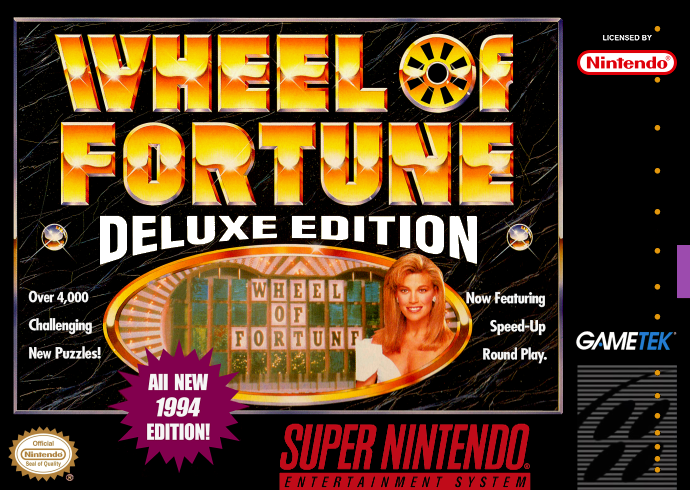 WHEEL OF
FORTUNE
DELUXE EDITION
LICENSED BY
Nintendo®
Over 4,000
Challenging
New Puzzles!
WHEEL
OF
FORTUNE
Now Featuring
Speed-Up
Round Play.
GAMETEK
All NEW
1994
EDITION!
Official
Nintendo
Seal of Quality
®
SUPER NINTENDO®
ENTERTAINMENT SYSTEM